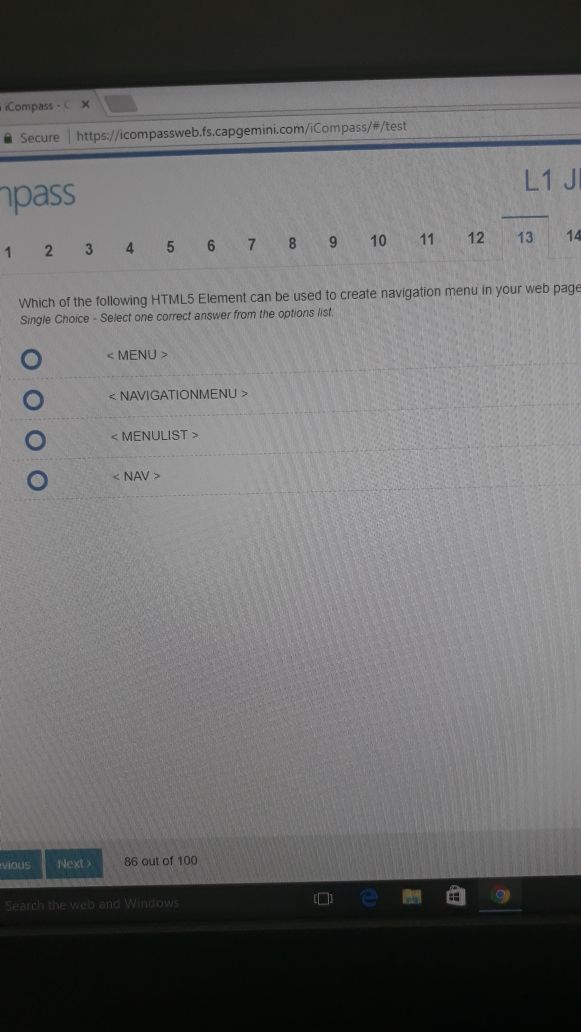 iCompass - C ×
Secure | https://icompassweb.fs.capgemini.com/iCompass/#/test
mpass
L1 J
1 2 3 4 5 6 7 8 9 10 11 12 13 14
Which of the following HTML5 Element can be used to create navigation menu in your web page
Single Choice - Select one correct answer from the options list.
< MENU >
< NAVIGATIONMENU >
< MENULIST >
< NAV >
evious
Next >
86 out of 100
Search the web and Windows